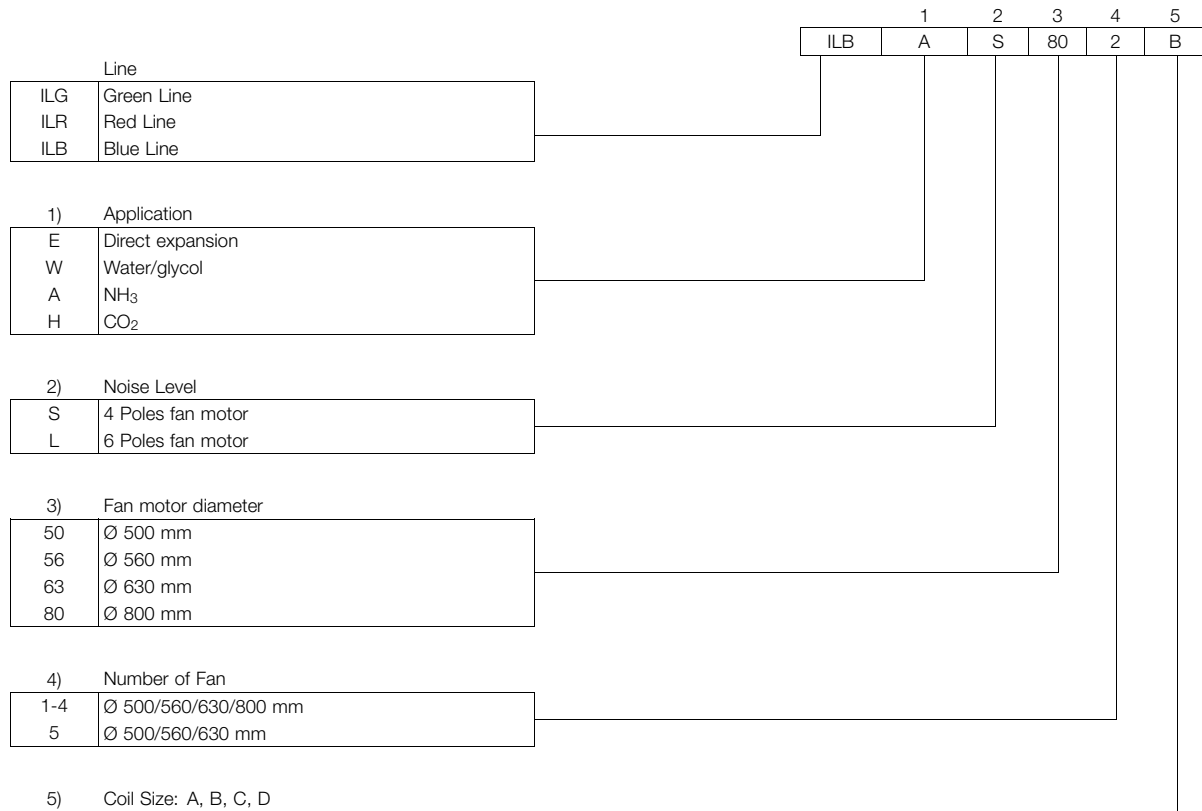 1 2 3 4 5
ILB A S 80 2 B
Line
ILG Green Line
ILR Red Line
ILB Blue Line
1) Application
E Direct expansion
W Water/glycol
A NH3
H CO2
2) Noise Level
S 4 Poles fan motor
L 6 Poles fan motor
3) Fan motor diameter
50 Ø 500 mm
56 Ø 560 mm
63 Ø 630 mm
80 Ø 800 mm
4) Number of Fan
1-4 Ø 500/560/630/800 mm
5 Ø 500/560/630 mm
5) Coil Size: A, B, C, D